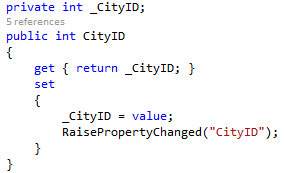 private int _CityID;
5 references
public int CityID
{
    get { return _CityID; }
    set
    {
        _CityID = value;
        RaisePropertyChanged("CityID");
    }
}